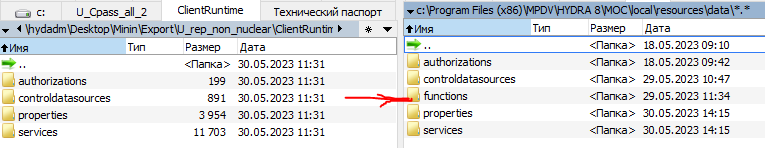 c: U_Cpass_all_2 ClientRuntime Технический паспорт
\hydadm\Desktop\Minin\Export\U_rep_non_nuclear\ClientRuntim
Имя Тип Размер Дата
.. <Папка> 30.05.2023 11:31
authorizations 199 30.05.2023 11:31
controldatasources 891 30.05.2023 11:31
properties 3 954 30.05.2023 11:31
services 11 703 30.05.2023 11:31
c:\Program Files (x86)\MPDV\HYDRA 8\MOC\local\resources\data\*.*
Имя Тип Размер Дата
.. <Папка> 18.05.2023 09:10
authorizations <Папка> 18.05.2023 09:42
controldatasources <Папка> 29.05.2023 10:47
functions <Папка> 29.05.2023 11:34
properties <Папка> 30.05.2023 14:15
services <Папка> 30.05.2023 14:15